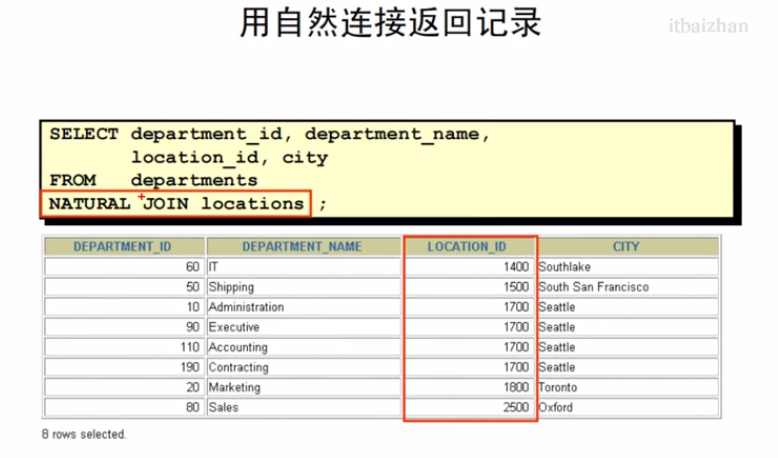 用自然连接返回记录
itbaizhan
SELECT department_id, department_name,
location_id, city
FROM departments
NATURAL JOIN locations ;
DEPARTMENT_ID DEPARTMENT_NAME LOCATION_ID CITY
60 IT 1400 Southlake
50 Shipping 1500 South San Francisco
10 Administration 1700 Seattle
90 Executive 1700 Seattle
110 Accounting 1700 Seattle
190 Contracting 1700 Seattle
20 Marketing 1800 Toronto
80 Sales 2500 Oxford
8 rows selected.